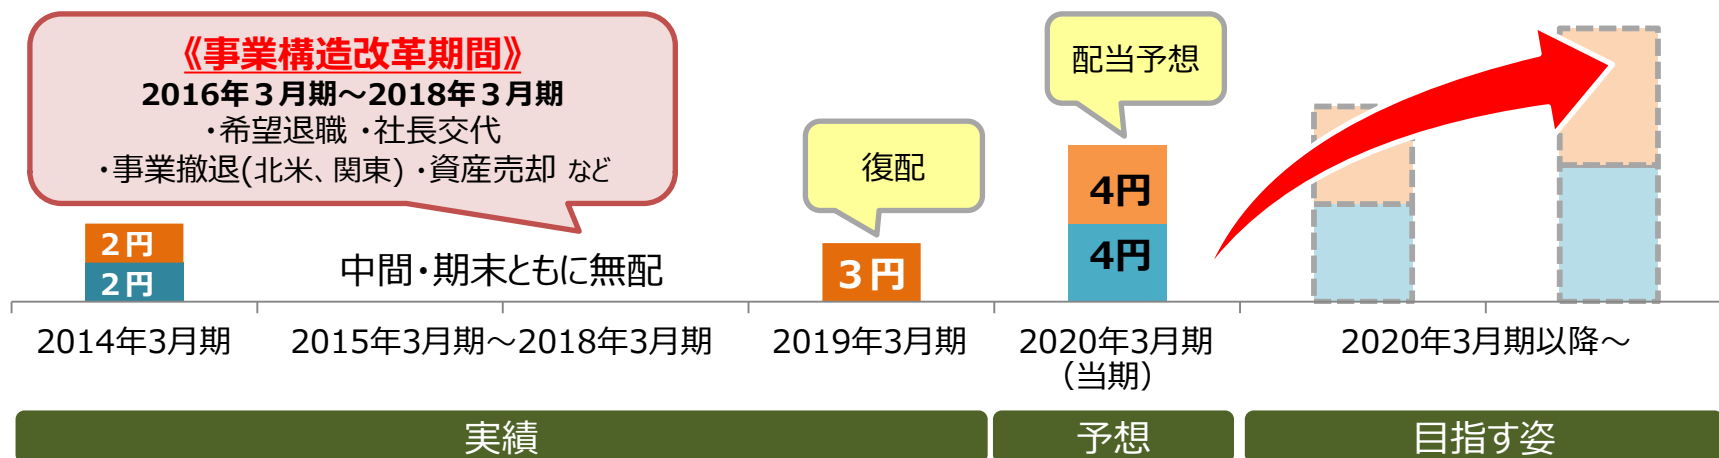 《事業構造改革期間》
2016年３月期～2018年３月期
・希望退職 ・社長交代
・事業撤退(北米、関東) ・資産売却 など
配当予想
復配
２円
２円
中間・期末ともに無配
３円
4円
4円
2014年3月期
2015年3月期～2018年3月期
2019年3月期
2020年3月期
（当期）
2020年3月期以降～
実績
予想
目指す姿